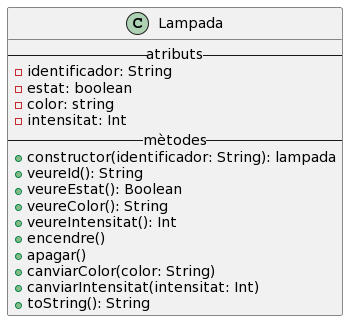 C Lampada
atributs
identificador: String
estat: boolean
color: string
intensitat: Int
mètodes
constructor(identificador: String): lampada
veureId(): String
veureEstat(): Boolean
veureColor(): String
veureIntensitat(): Int
encendre()
apagar()
canviarColor(color: String)
canviarIntensitat(intensitat: Int)
toString(): String